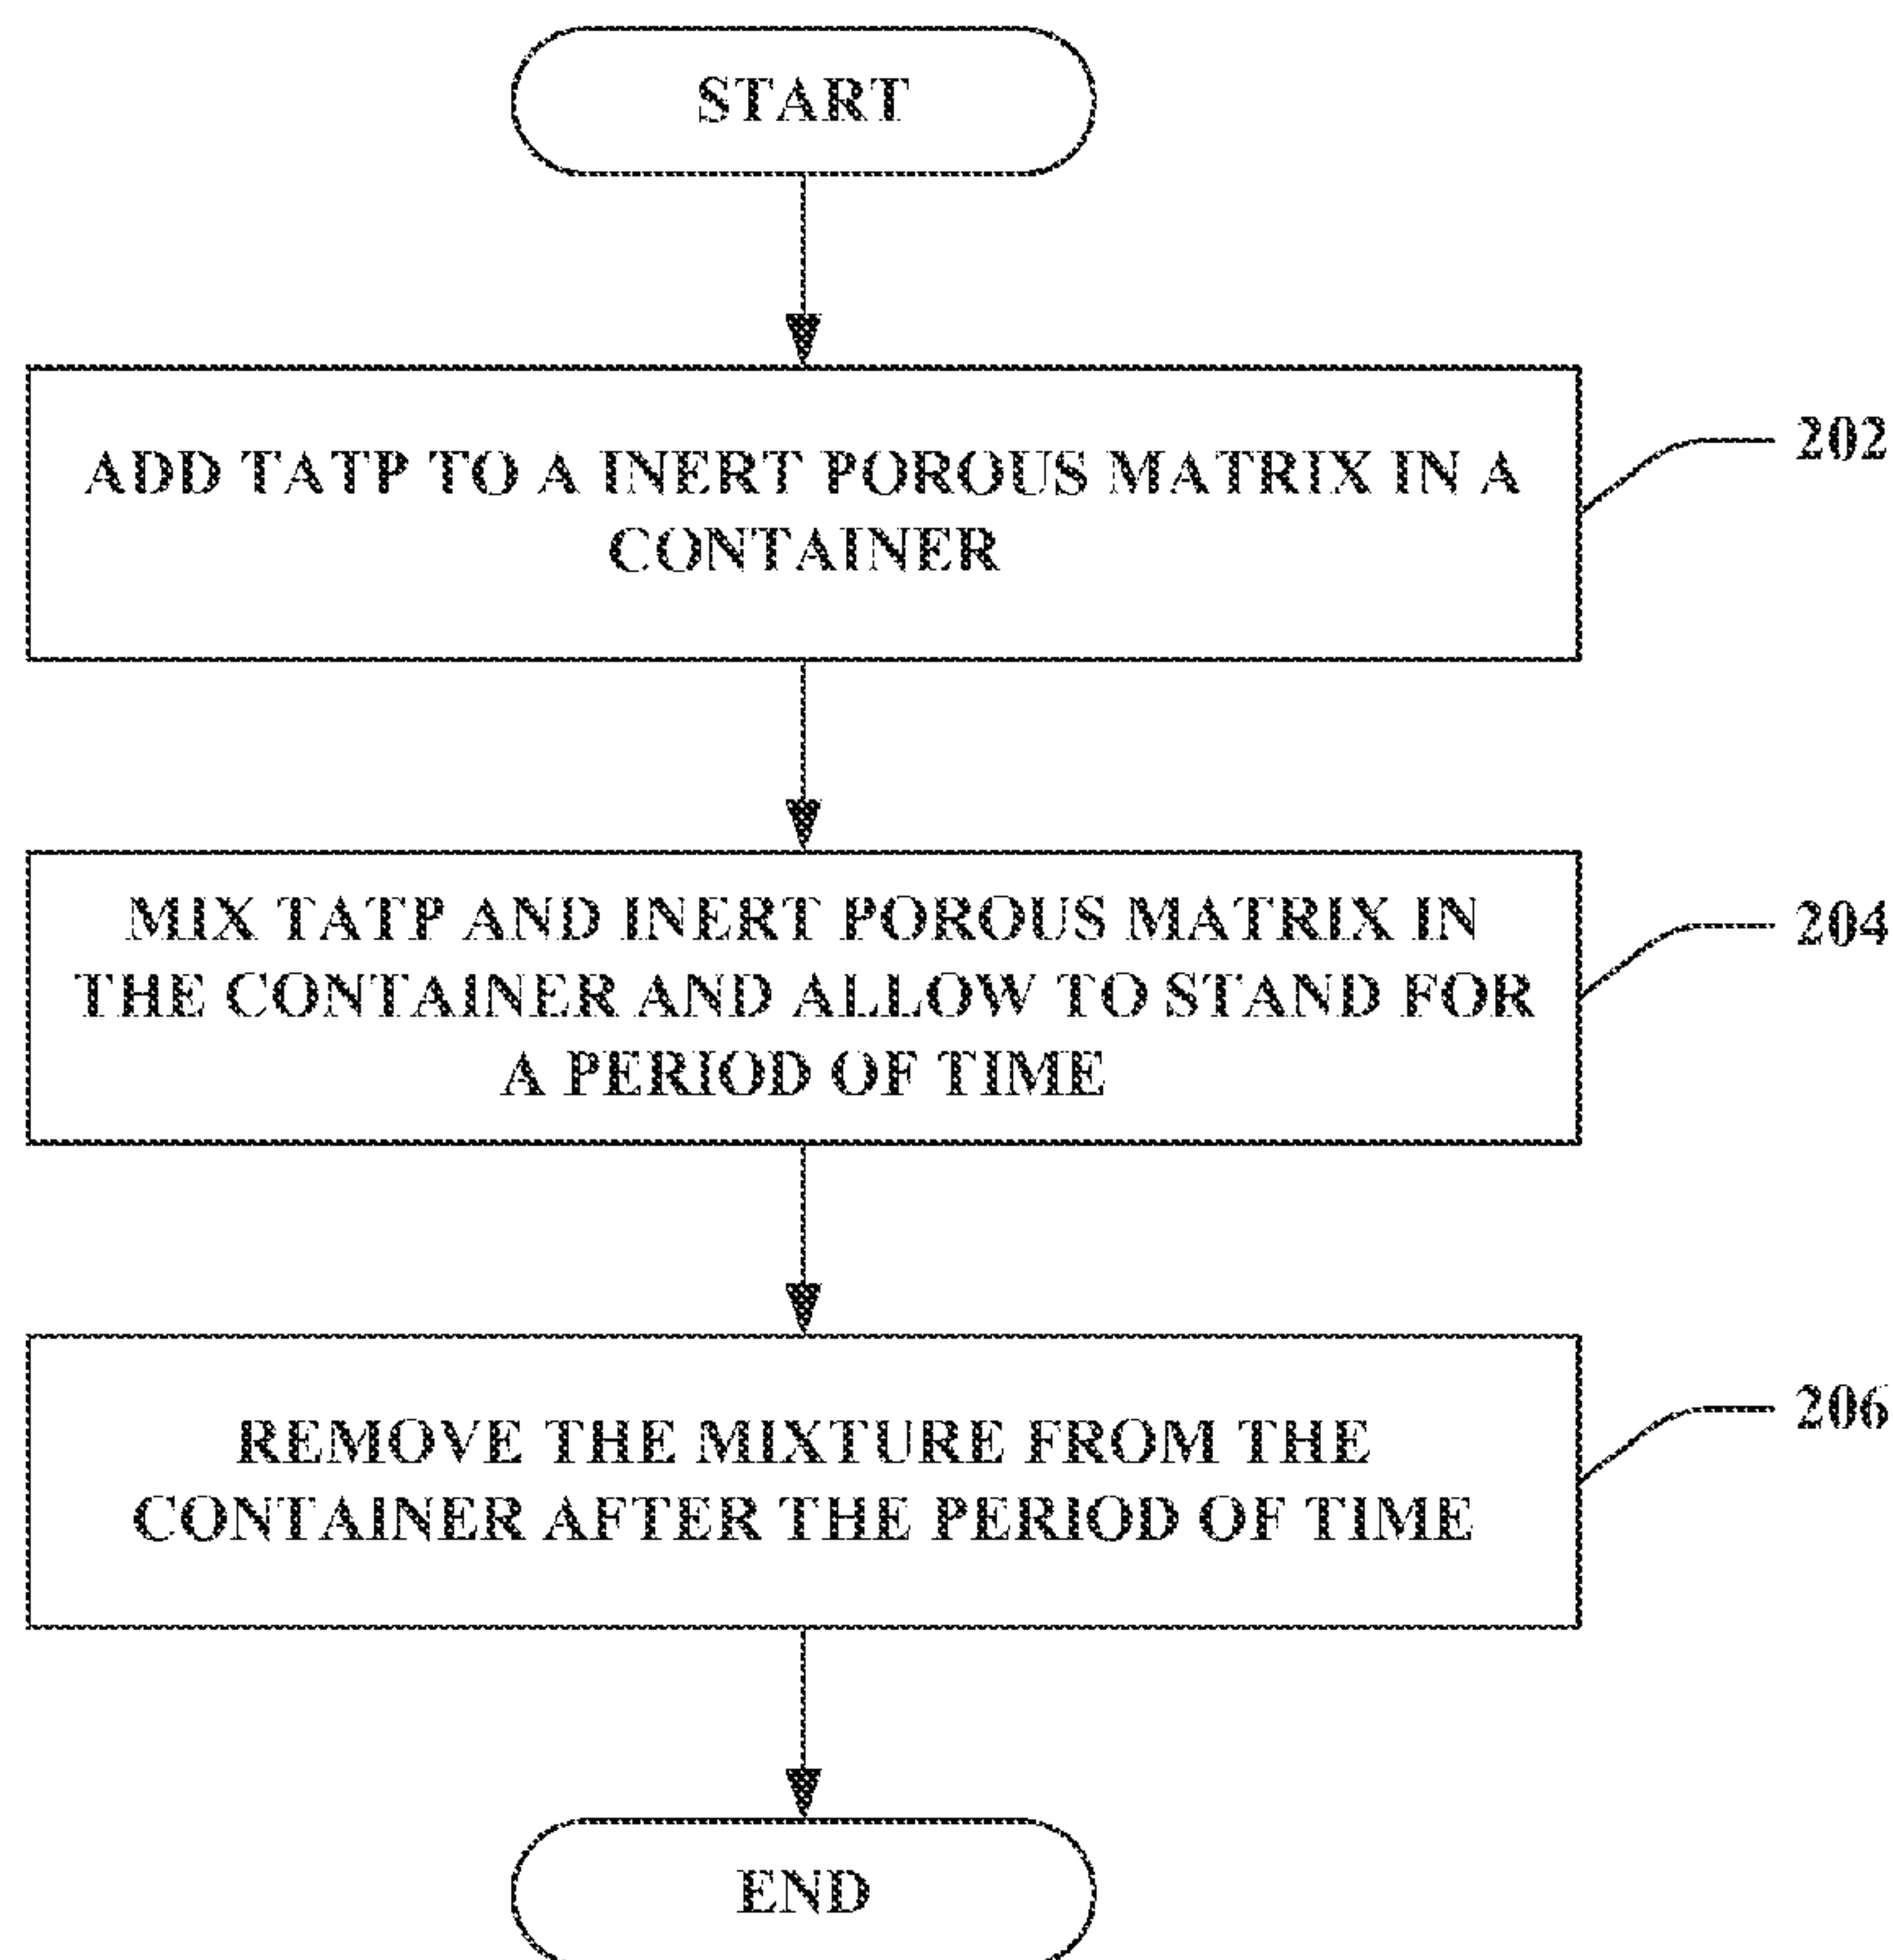 START
ADD TATP TO A INERT POROUS MATRIX IN A
CONTAINER
202
MIX TATP AND INERT POROUS MATRIX IN
THE CONTAINER AND ALLOW TO STAND FOR
A PERIOD OF TIME
204
REMOVE THE MIXTURE FROM THE
CONTAINER AFTER THE PERIOD OF TIME
206
END